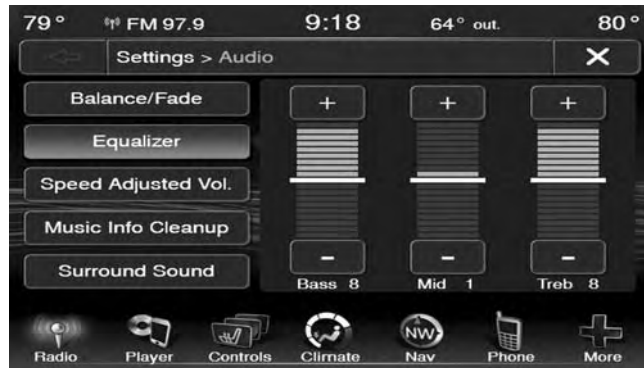 79° FM 97.9 9:18 64° out. 80°
Settings > Audio X
Balance/Fade
Equalizer
Speed Adjusted Vol.
Music Info Cleanup
Surround Sound
+ + +
- - -
Bass 8 Mid 1 Treb 8
NW
Radio Player Controls Climate Nav Phone More